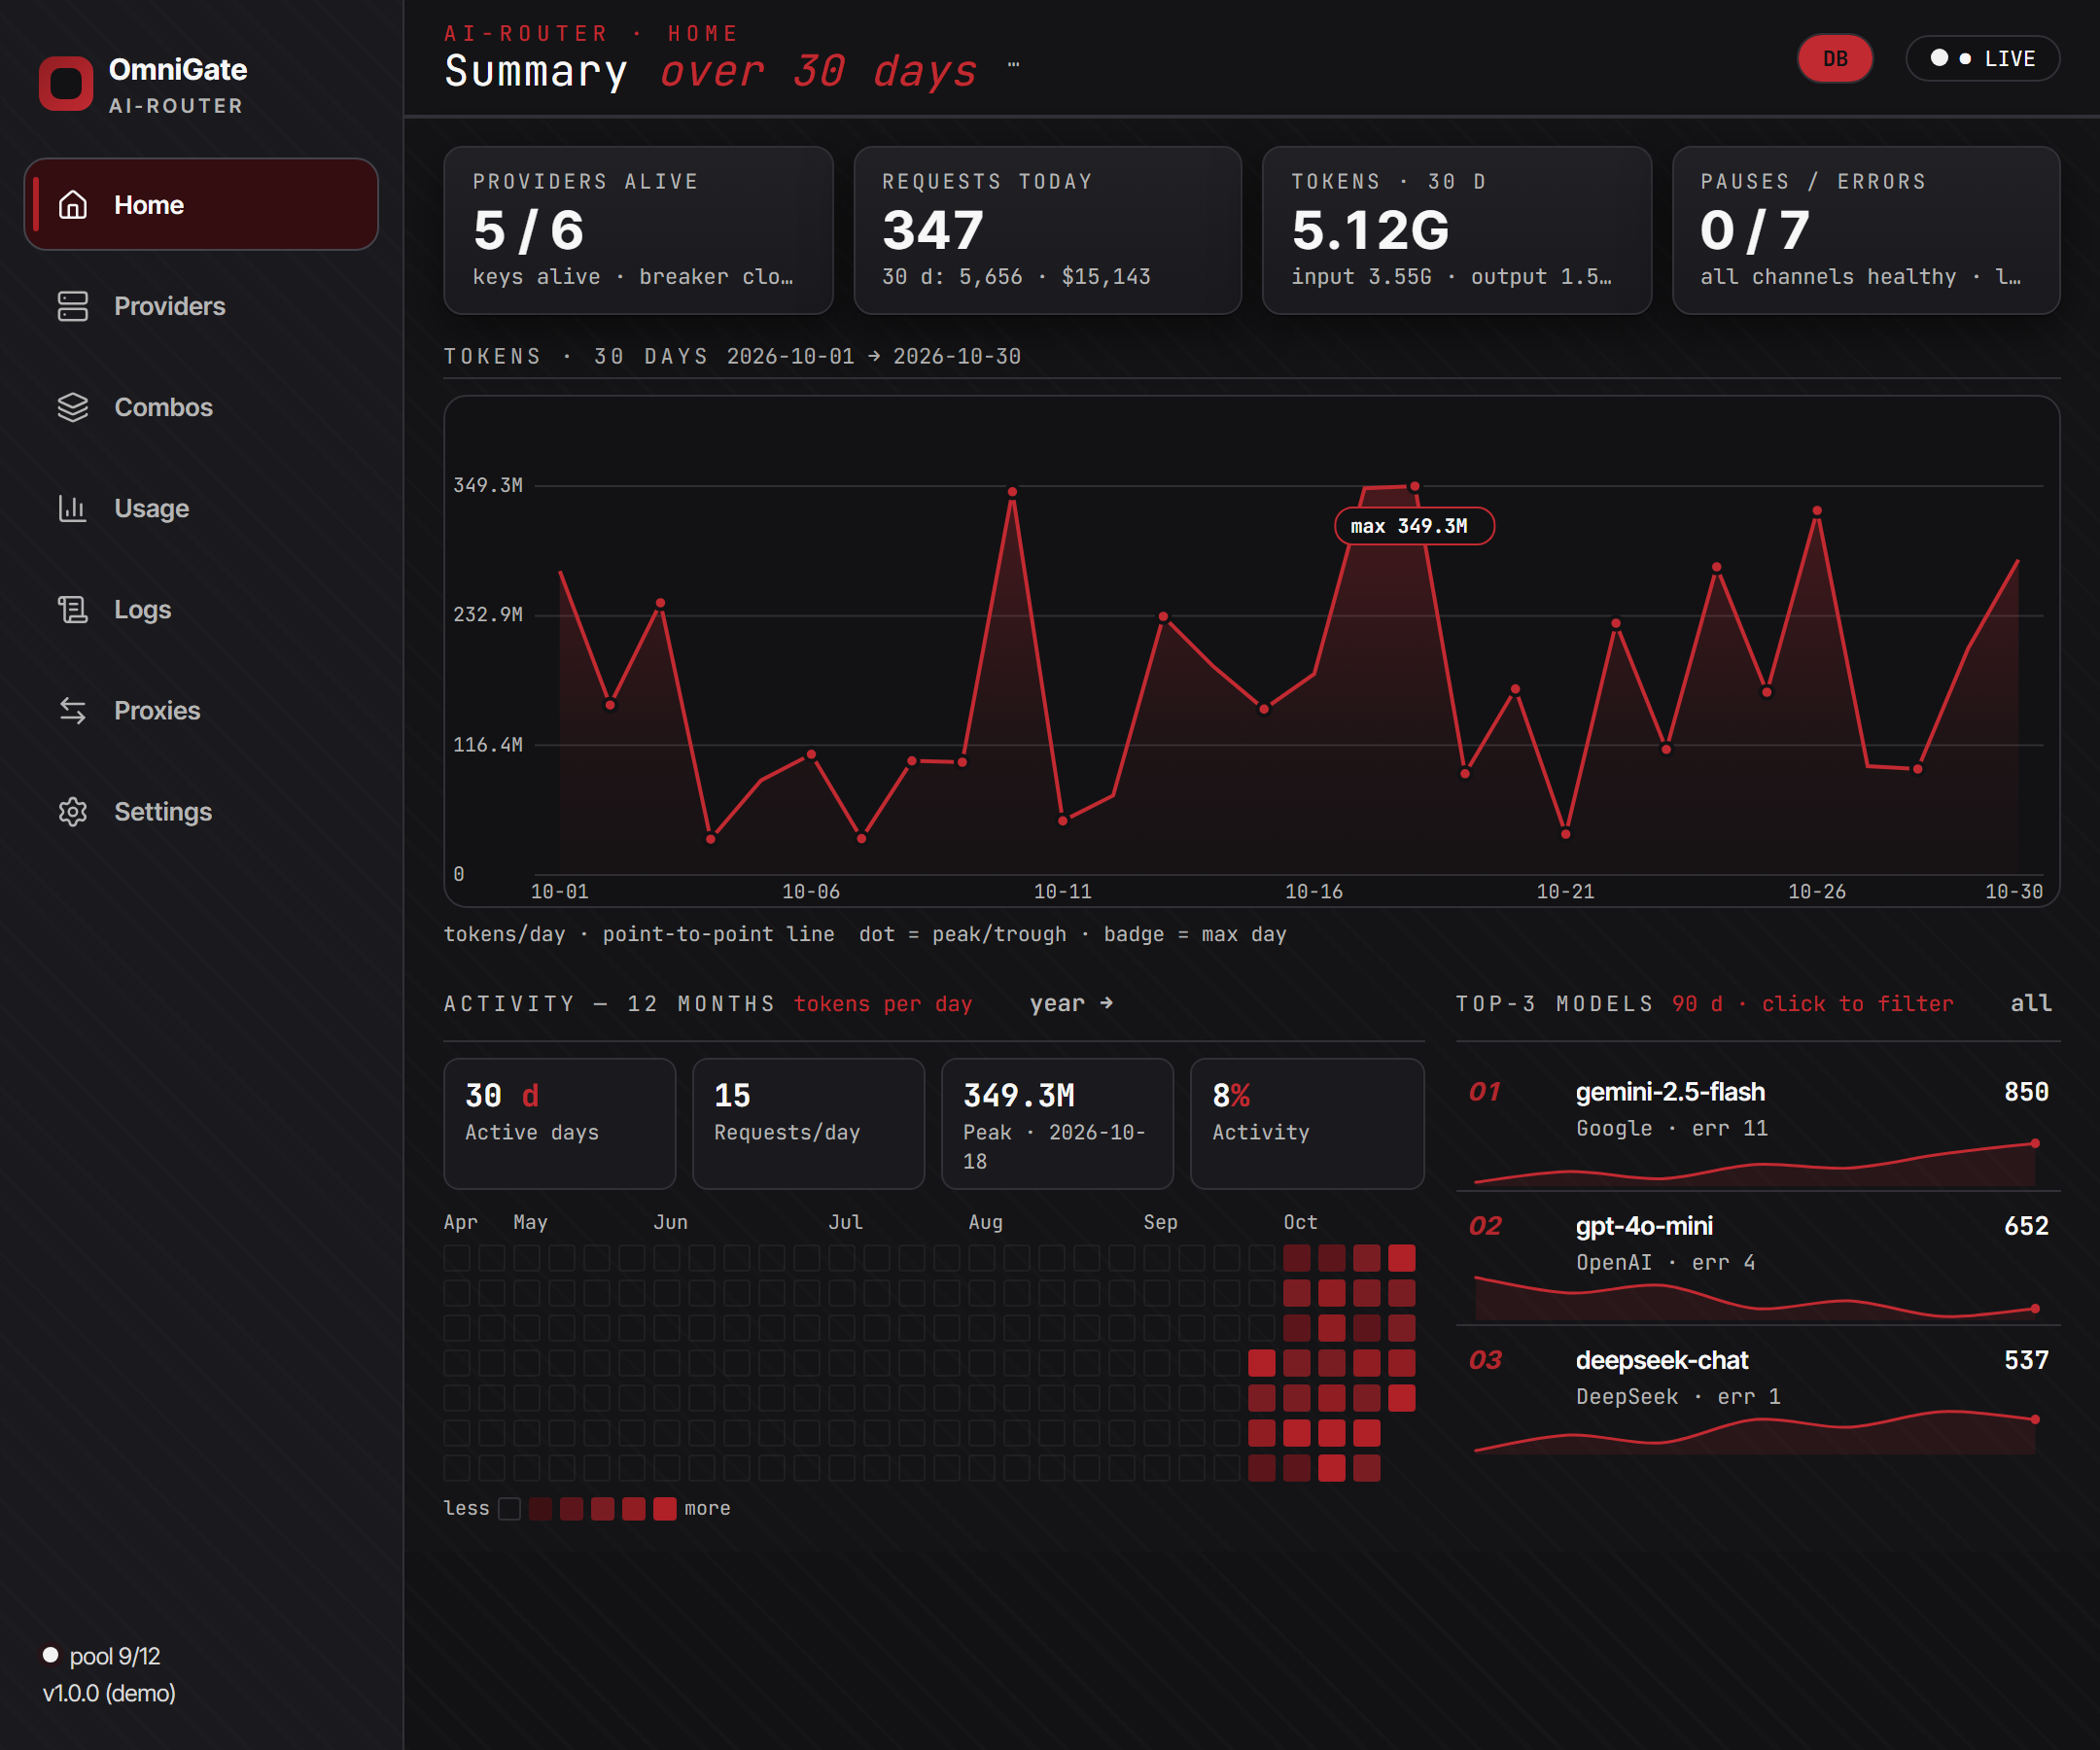 OmniGate
AI-ROUTER
Home
Providers
Combos
Usage
Logs
Proxies
Settings
pool 9/12
v1.0.0 (demo)
AI-ROUTER · HOME
Summary over 30 days …
DB
LIVE
PROVIDERS ALIVE
5 / 6
keys alive · breaker clo…
REQUESTS TODAY
347
30 d: 5,656 · $15,143
TOKENS · 30 D
5.12G
input 3.55G · output 1.5…
PAUSES / ERRORS
0 / 7
all channels healthy · l…
TOKENS · 30 DAYS 2026-10-01 → 2026-10-30
349.3M
232.9M
116.4M
0
max 349.3M
10-01 10-06 10-11 10-16 10-21 10-26 10-30
tokens/day · point-to-point line dot = peak/trough · badge = max day
ACTIVITY — 12 MONTHS tokens per day year →
30 d
Active days
15
Requests/day
349.3M
Peak · 2026-10-
18
8%
Activity
Apr May Jun Jul Aug Sep Oct
less more
TOP-3 MODELS 90 d · click to filter all
01 gemini-2.5-flash 850
Google · err 11
02 gpt-4o-mini 652
OpenAI · err 4
03 deepseek-chat 537
DeepSeek · err 1